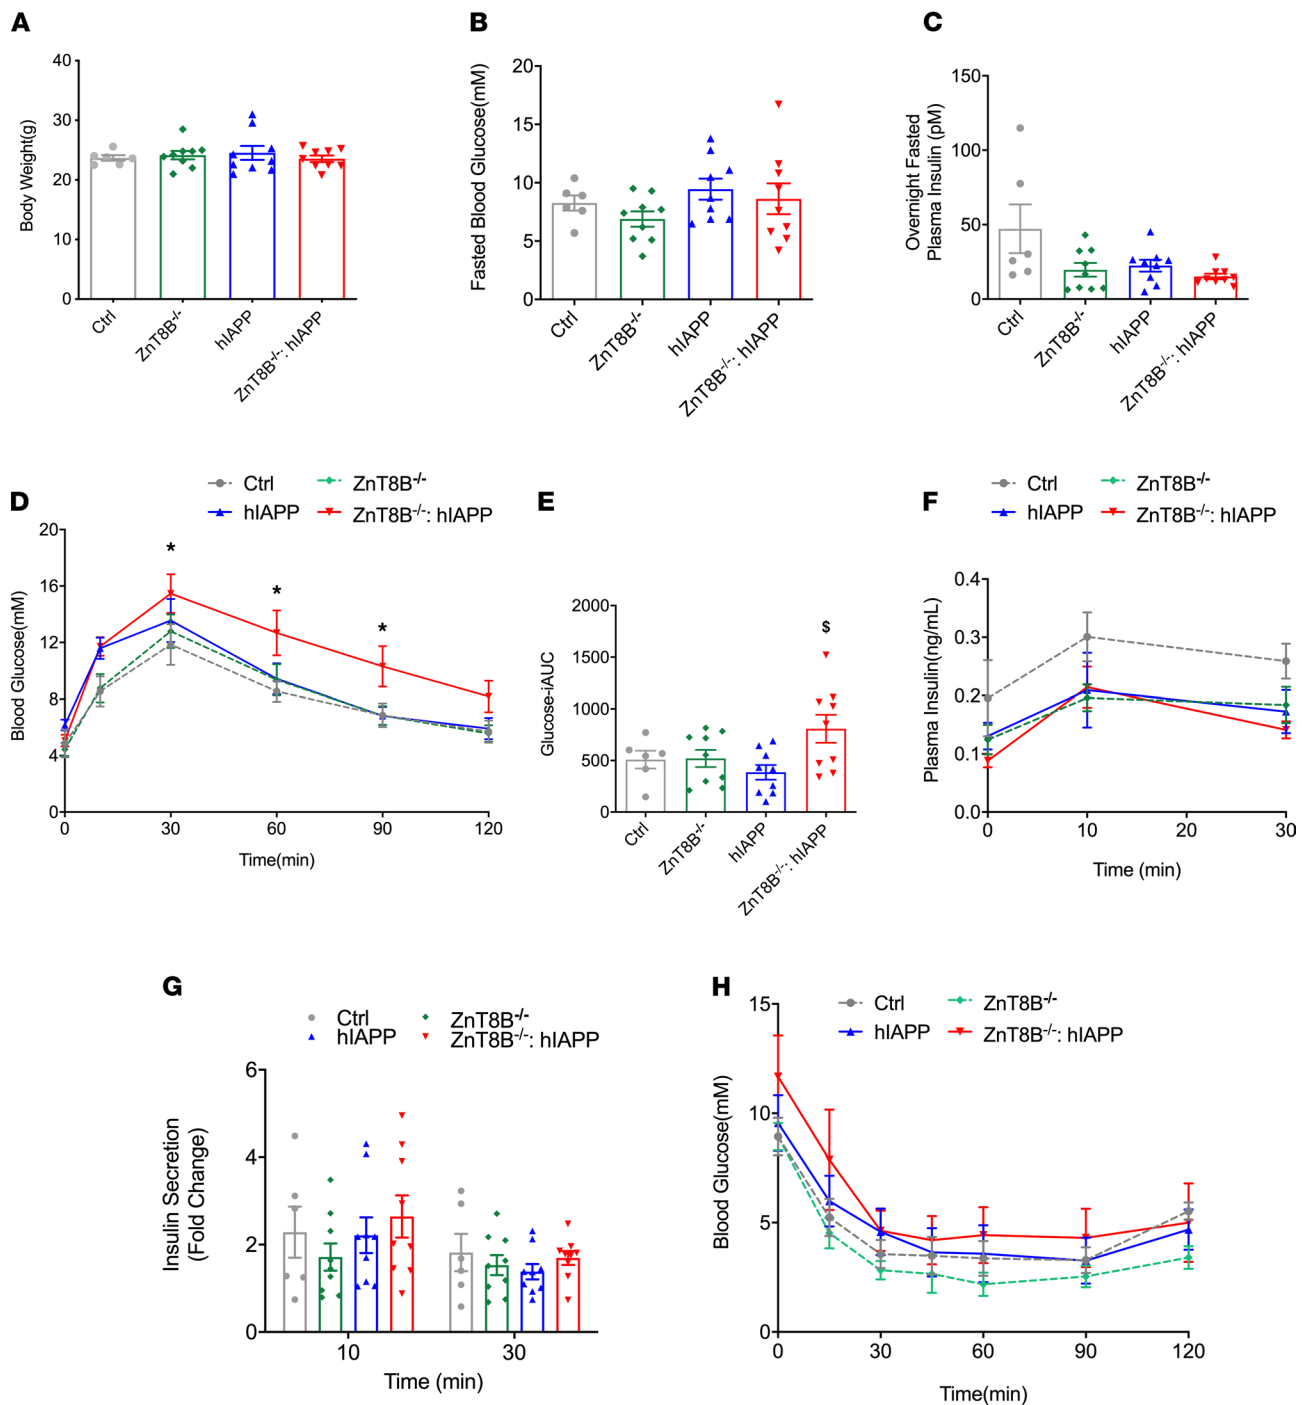 A
B
C
40
30
20
10
0
Body Weight(g)
Ctrl
ZnT8B-/-
hIAPP
ZnT8B-/-: hIAPP
20
15
10
5
0
Fasted Blood Glucose(mM)
Ctrl
ZnT8B-/-
hIAPP
ZnT8B-/-: hIAPP
150
100
50
0
Overnight Fasted
Plasma Insulin (pM)
Ctrl
ZnT8B-/-
hIAPP
ZnT8B-/-: hIAPP
D
Ctrl
ZnT8B-/-
hIAPP
ZnT8B-/-: hIAPP
20
16
12
8
4
0
Blood Glucose(mM)
*
*
*
0
30
60
90
120
Time(min)
E
2000
1500
1000
500
0
Glucose-iAUC
$
Ctrl
ZnT8B-/-
hIAPP
ZnT8B-/-: hIAPP
F
Ctrl
ZnT8B-/-
hIAPP
ZnT8B-/-: hIAPP
0.4
0.3
0.2
0.1
0.0
Plasma Insulin(ng/mL)
0
10
20
30
Time (min)
G
Ctrl
ZnT8B-/-
hIAPP
ZnT8B-/-: hIAPP
6
4
2
0
Insulin Secretion
(Fold Change)
10
30
Time (min)
H
Ctrl
ZnT8B-/-
hIAPP
ZnT8B-/-: hIAPP
15
10
5
0
Blood Glucose(mM)
0
30
60
90
120
Time(min)